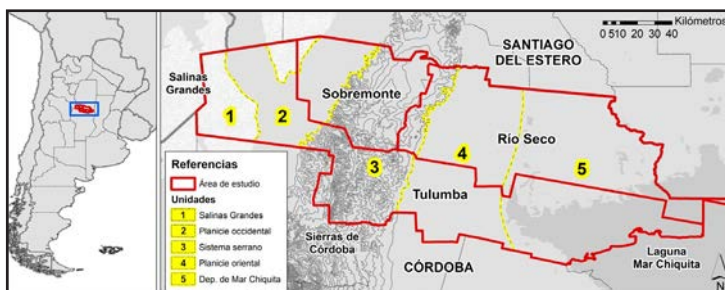 Kilómetros
0 5 10 20 30 40
SANTIAGO
DEL ESTERO
Salinas
Grandes
Sobremonte
1
2
3
4
5
Río Seco
Tulumba
Sierras de
Córdoba
CÓRDOBA
Laguna
Mar Chiquita
N
Referencias
Área de estudio
Unidades
1 Salinas Grandes
2 Planicie occidental
3 Sistema serrano
4 Planicie oriental
5 Dep. de Mar Chiquita